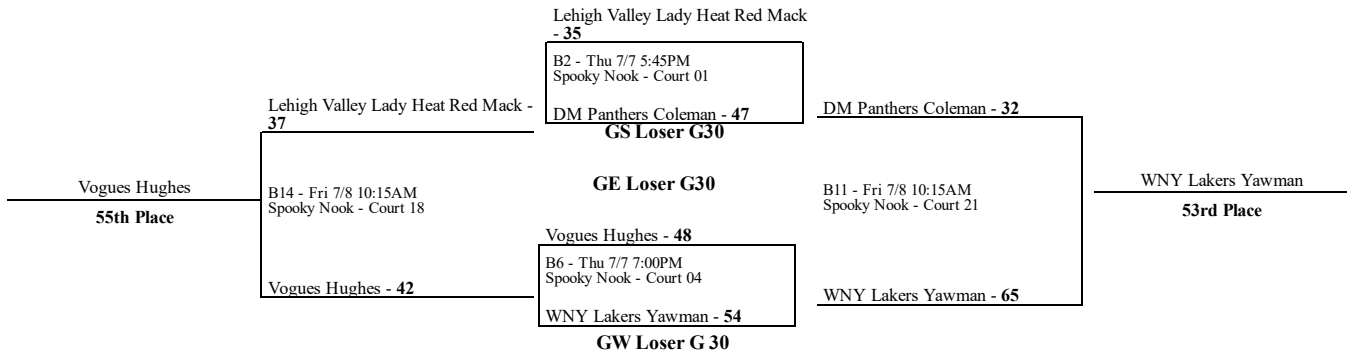 Lehigh Valley Lady Heat Red Mack
- 35
B2 - Thu 7/7 5:45PM
Spooky Nook - Court 01
Lehigh Valley Lady Heat Red Mack -
37
DM Panthers Coleman - 47
DM Panthers Coleman - 32
GS Loser G30
Vogues Hughes
55th Place
B14 - Fri 7/8 10:15AM
Spooky Nook - Court 18
GE Loser G30
B11 - Fri 7/8 10:15AM
Spooky Nook - Court 21
WNY Lakers Yawman
53rd Place
Vogues Hughes - 48
B6 - Thu 7/7 7:00PM
Spooky Nook - Court 04
Vogues Hughes - 42
WNY Lakers Yawman - 54
WNY Lakers Yawman - 65
GW Loser G 30